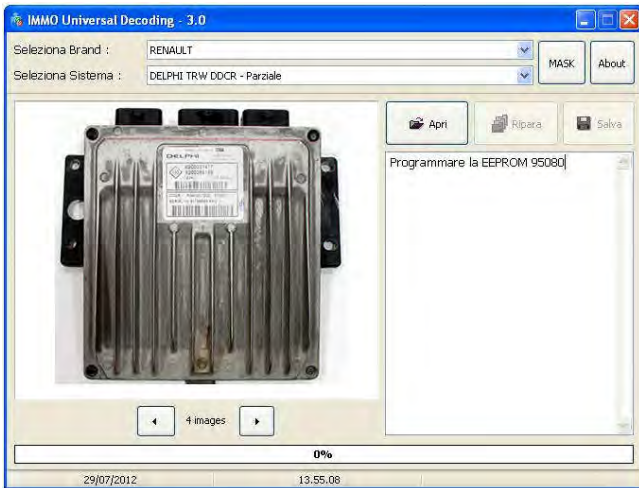 IMMO Universal Decoding - 3.0
Seleziona Brand :
RENAULT
Seleziona Sistema :
DELPHI TRW DDCR - Parziale
MASK
About
Apri
Ripara
Salva
DELPHI
Programmare la EEPROM 95080
4 images
0%
29/07/2012
13.55.08